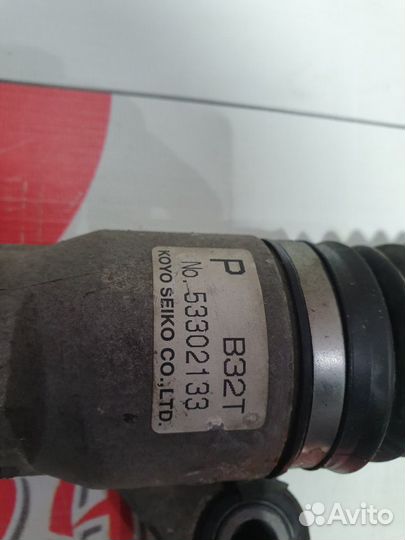 P B32T
No. 53302133
KOYO SEIKO CO.,LTD.
Avito